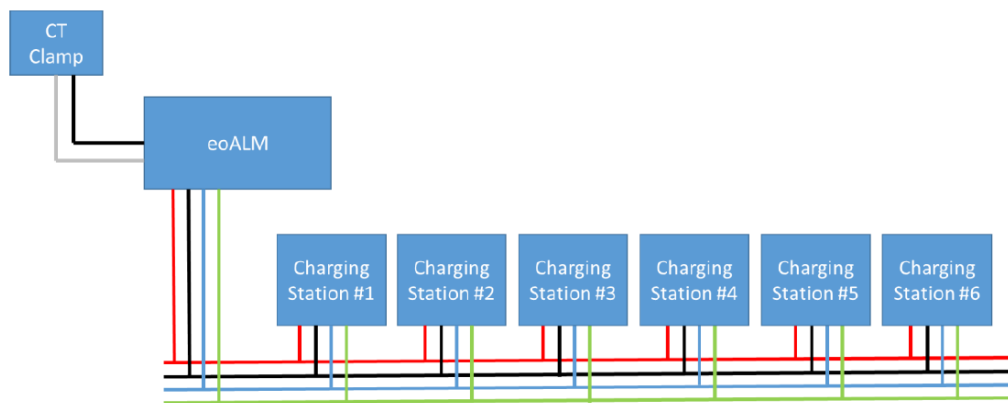 CT
Clamp
eoALM
Charging
Station #1
Charging
Station #2
Charging
Station #3
Charging
Station #4
Charging
Station #5
Charging
Station #6